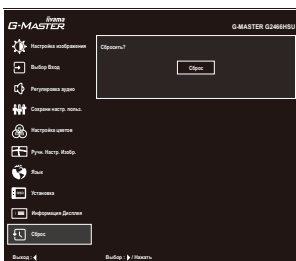 iiyama
G-MASTER
G-MASTER G2466HSU
Настройка изображения
Сбросить?
Сброс
Выбор Вход
Регулировка аудио
Сохрани настр. польз.
Настройка цветов
Ручн. Настр. Изобр.
Язык
Установка
Информация Дисплея
Сброс
Выход :
Выбор : / Нажать